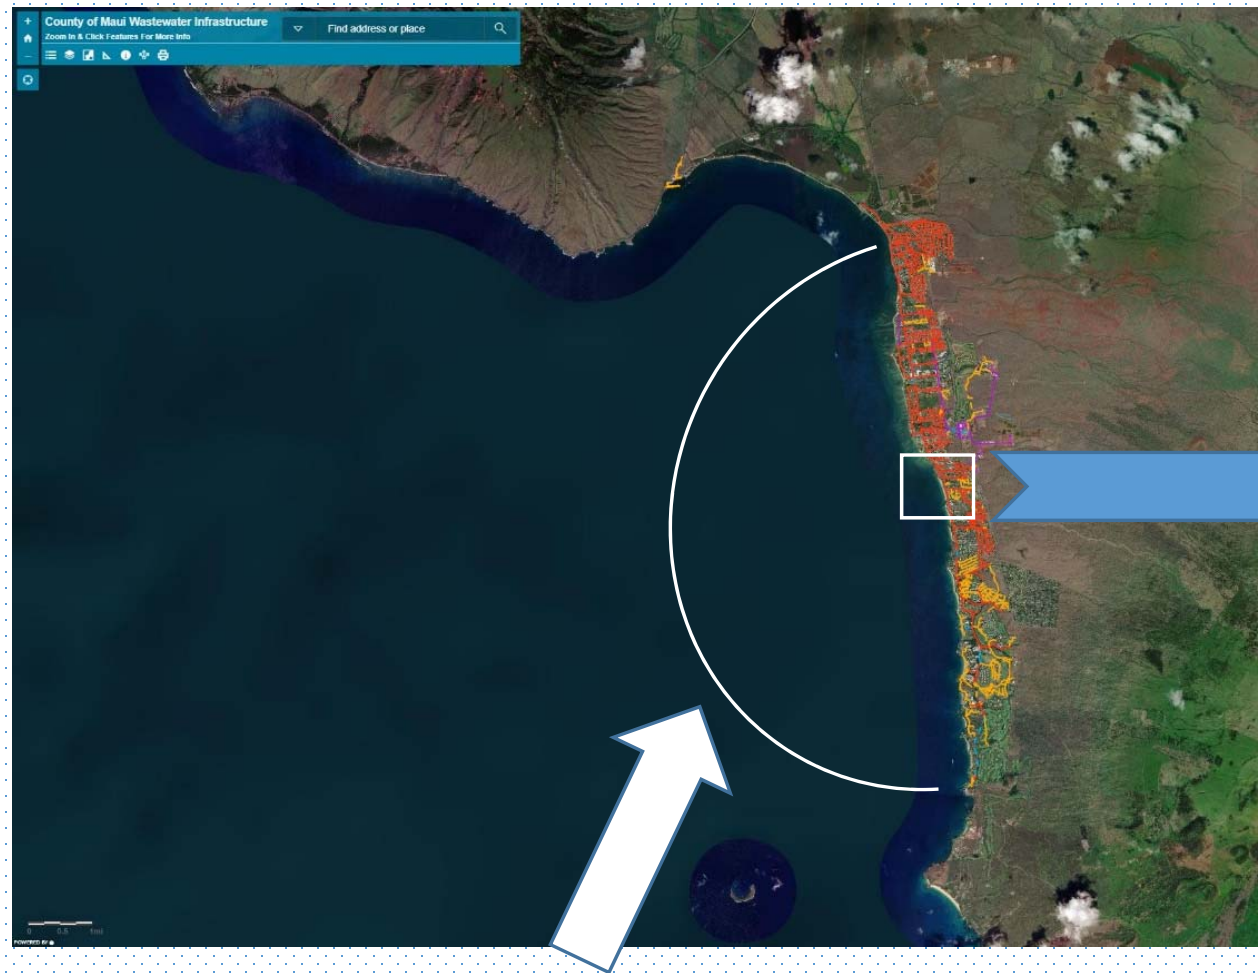 County of Maui Wastewater Infrastructure
Zoom In & Click Features For More Info
Find address or place
0 0.5 1mi
POWERED BY